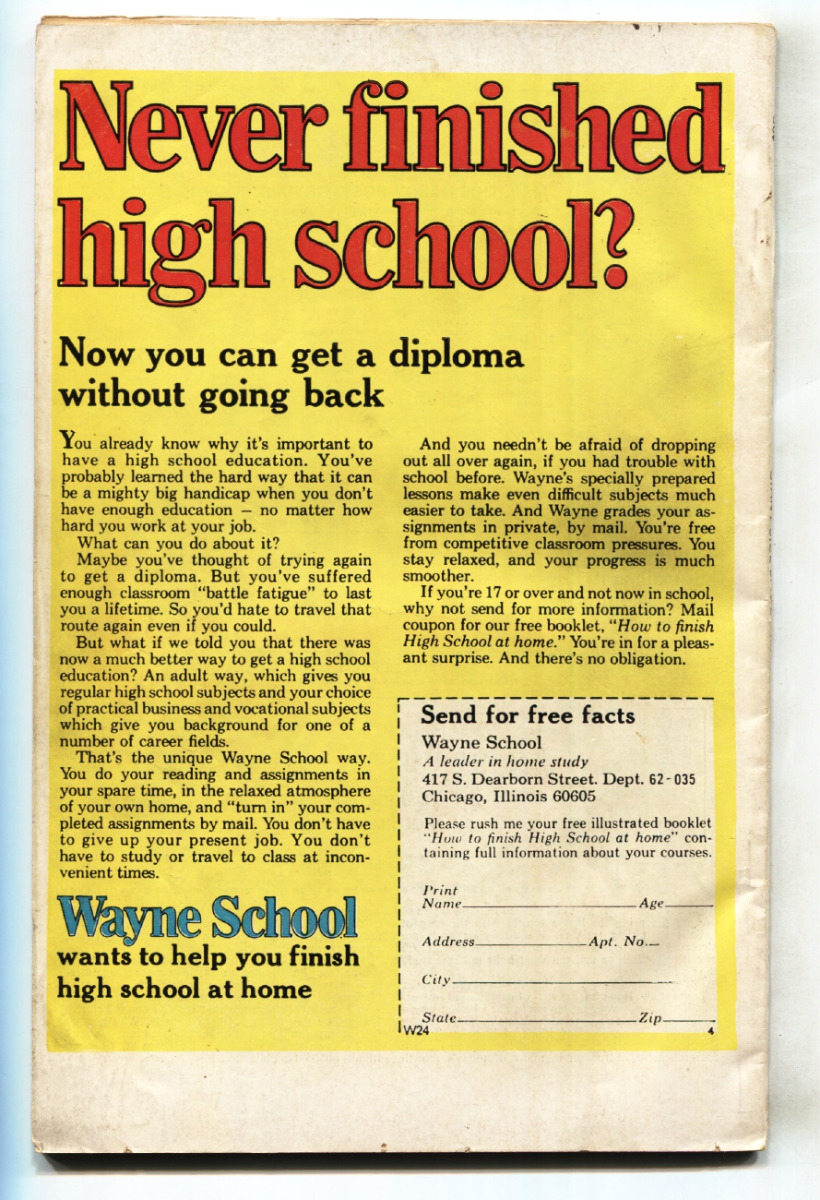 Never finished
high school?
Now you can get a diploma
without going back
You already know why it's important to
have a high school education. You've
probably learned the hard way that it can
be a mighty big handicap when you don't
have enough education – no matter how
hard you work at your job.
What can you do about it?
Maybe you've thought of trying again
to get a diploma. But you've suffered
enough classroom "battle fatigue" to last
you a lifetime. So you'd hate to travel that
route again even if you could.
But what if we told you that there was
now a much better way to get a high school
education? An adult way, which gives you
regular high school subjects and your choice
of practical business and vocational subjects
which give you background for one of a
number of career fields.
That's the unique Wayne School way.
You do your reading and assignments in
your spare time, in the relaxed atmosphere
of your own home, and "turn in" your com-
pleted assignments by mail. You don't have
to give up your present job. You don't
have to study or travel to class at incon-
venient times.
Wayne School
wants to help you finish
high school at home
And you needn't be afraid of dropping
out all over again, if you had trouble with
school before. Wayne's specially prepared
lessons make even difficult subjects much
easier to take. And Wayne grades your as-
signments in private, by mail. You're free
from competitive classroom pressures. You
stay relaxed, and your progress is much
smoother.
If you're 17 or over and not now in school,
why not send for more information? Mail
coupon for our free booklet, "How to finish
High School at home." You're in for a pleas-
ant surprise. And there's no obligation.
Send for free facts
Wayne School
A leader in home study
417 S. Dearborn Street. Dept. 62-035
Chicago, Illinois 60605
Please rush me your free illustrated booklet
"How to finish High School at home" con-
taining full information about your courses.
Print
Name Age
Address Apt. No.
City
State Zip
W24 4